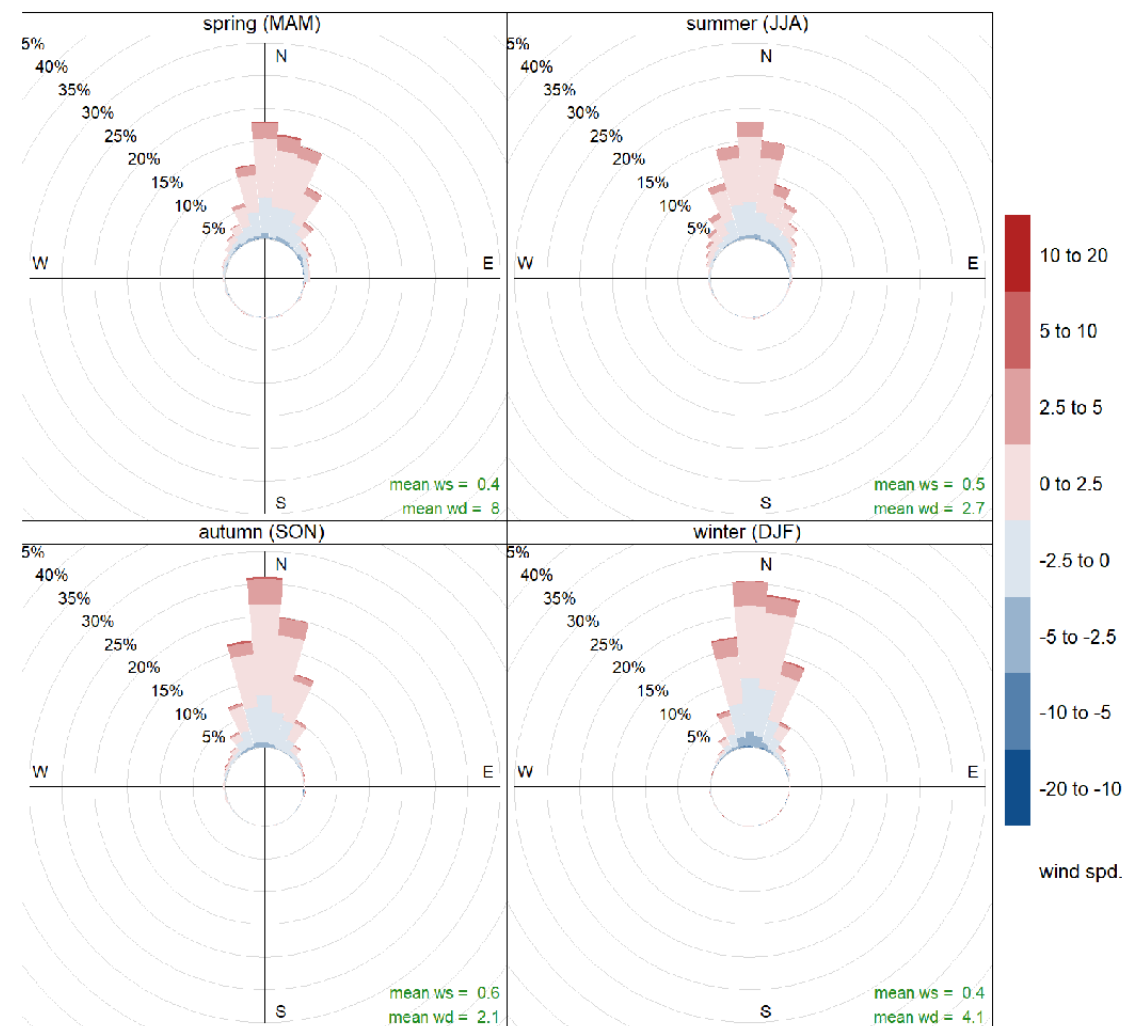 spring (MAM)
5%
40%
35%
30%
25%
20%
15%
10%
5%
N
W
E
S
mean ws = 0.4
mean wd = 8
summer (JJA)
5%
40%
35%
30%
25%
20%
15%
10%
5%
N
W
E
S
mean ws = 0.5
mean wd = 2.7
autumn (SON)
5%
40%
35%
30%
25%
20%
15%
10%
5%
N
W
E
S
mean ws = 0.6
mean wd = 2.1
winter (DJF)
5%
40%
35%
30%
25%
20%
15%
10%
5%
N
W
E
S
mean ws = 0.4
mean wd = 4.1
10 to 20
5 to 10
2.5 to 5
0 to 2.5
-2.5 to 0
-5 to -2.5
-10 to -5
-20 to -10
wind spd.